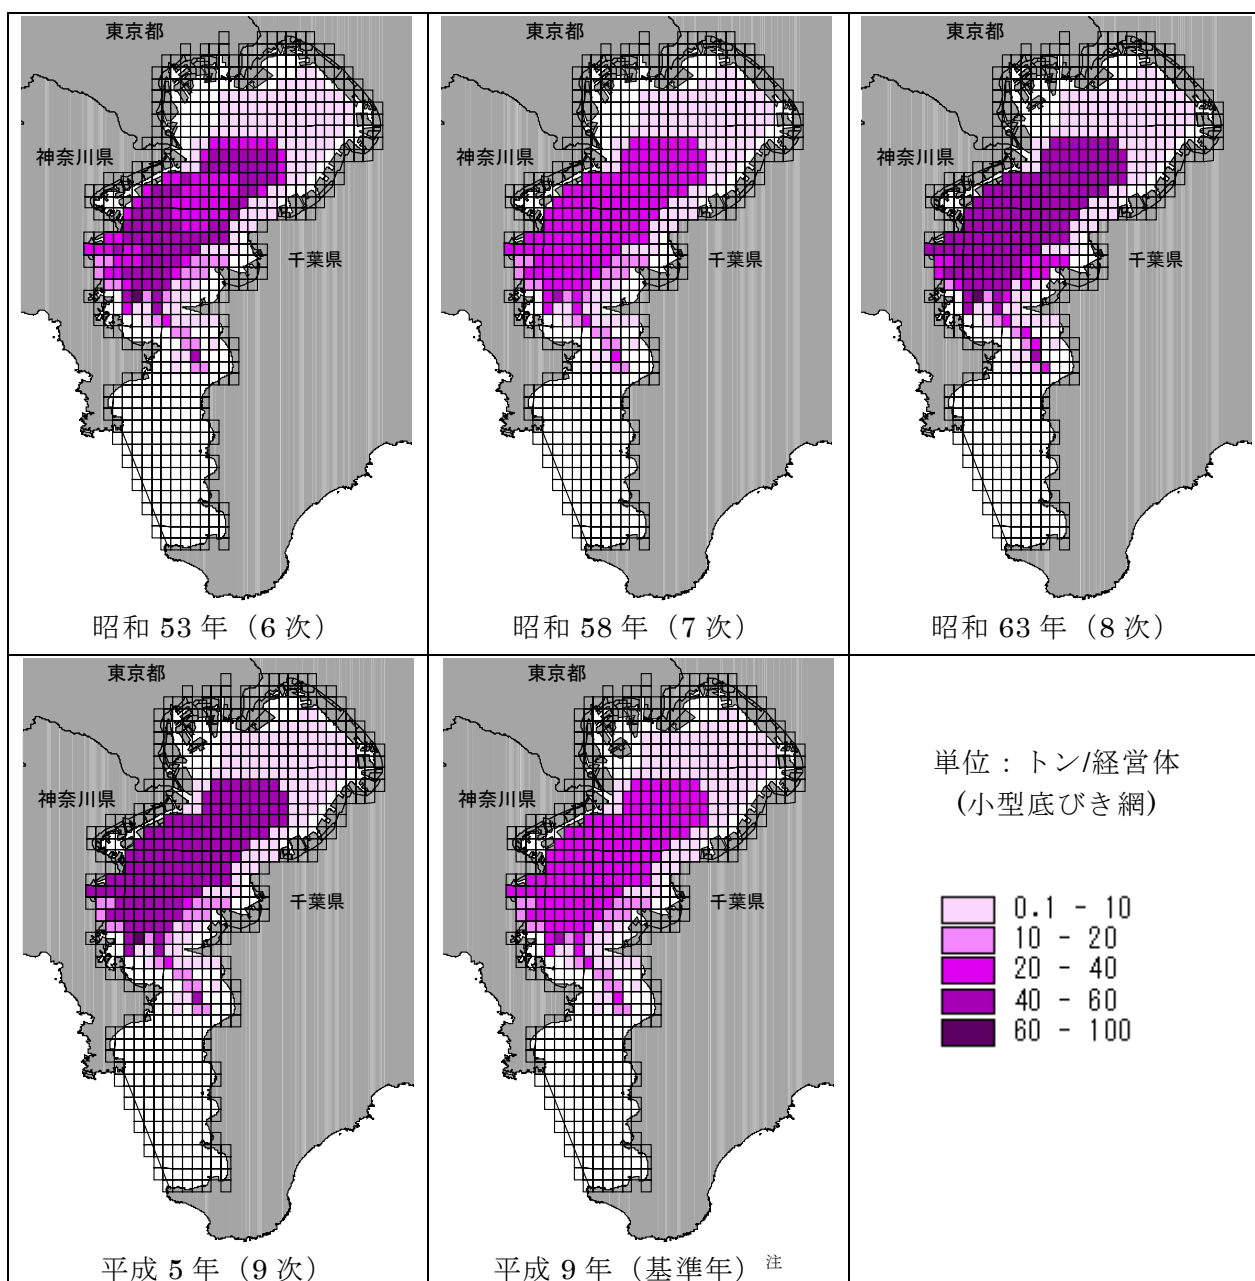 東京都
神奈川県
千葉県
昭和 53 年（6 次）
東京都
神奈川県
千葉県
昭和 58 年（7 次）
東京都
神奈川県
千葉県
昭和 63 年（8 次）
東京都
神奈川県
千葉県
平成 5 年（9 次）
東京都
神奈川県
千葉県
平成 9 年（基準年）注
単位：トン/経営体
(小型底びき網)
0.1 - 10
10 - 20
20 - 40
40 - 60
60 - 100